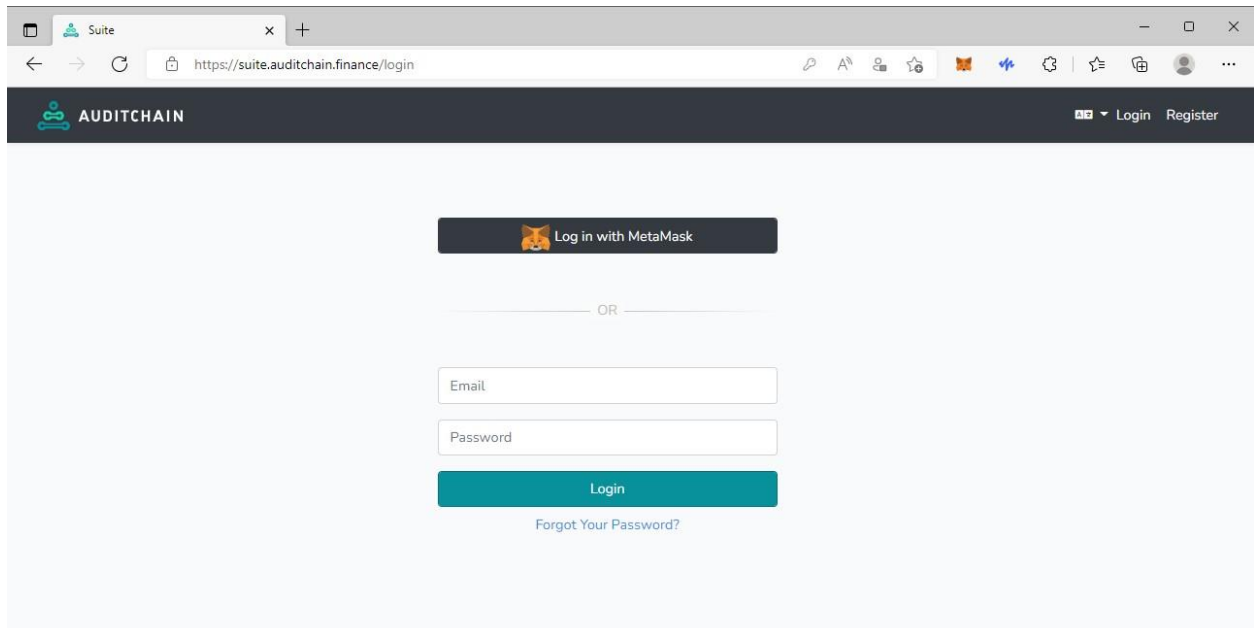 Suite
https://suite.auditchain.finance/login
AUDITCHAIN
Login Register
Log in with MetaMask
OR
Email
Password
Login
Forgot Your Password?